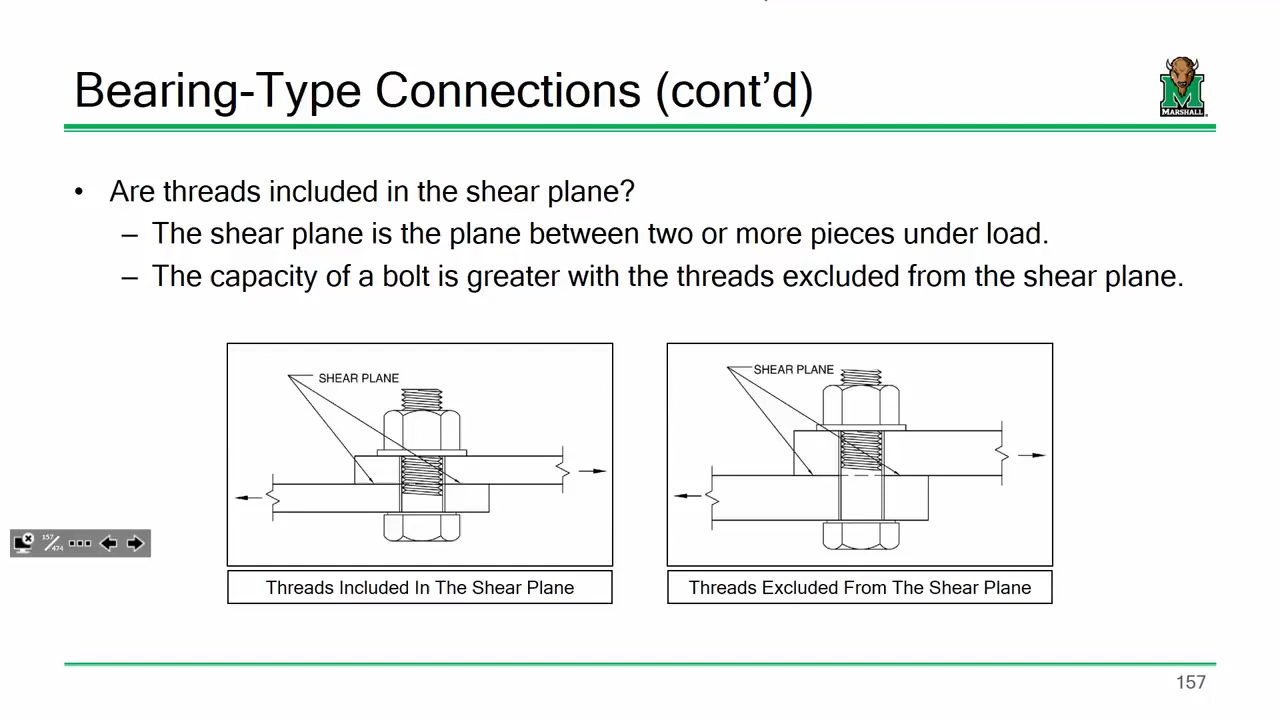 Bearing-Type Connections (cont’d)
MARSHALL
• Are threads included in the shear plane?
– The shear plane is the plane between two or more pieces under load.
– The capacity of a bolt is greater with the threads excluded from the shear plane.
SHEAR PLANE
SHEAR PLANE
157/474
Threads Included In The Shear Plane
Threads Excluded From The Shear Plane
157